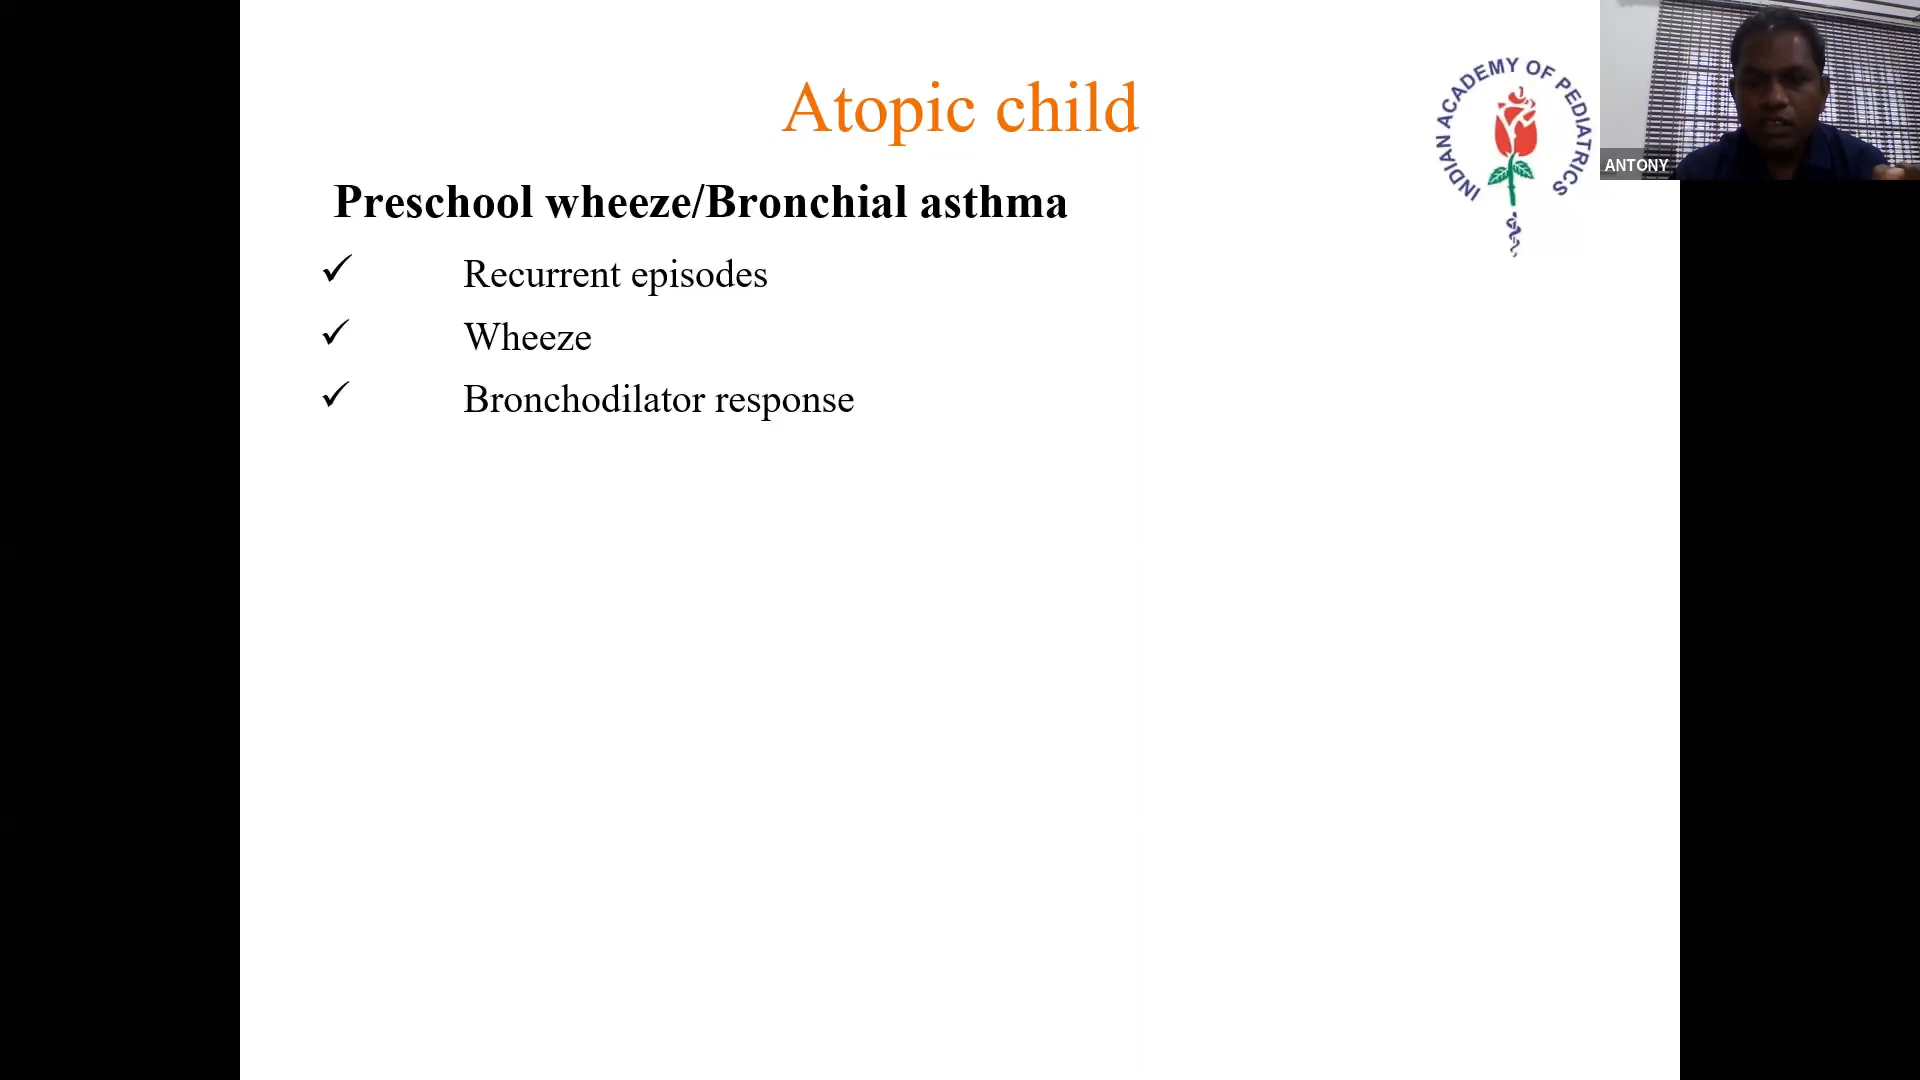 Atopic child
INDIAN ACADEMY OF PEDIATRICS
ANTONY
Preschool wheeze/Bronchial asthma
✓ Recurrent episodes
✓ Wheeze
✓ Bronchodilator response